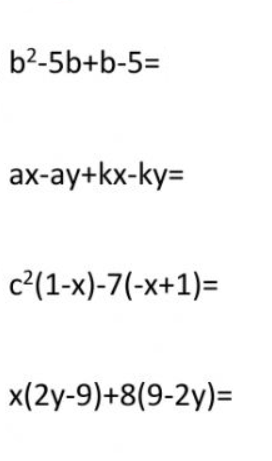 b²-5b+b-5=
ax-ay+kx-ky=
c²(1-x)-7(-x+1)=
x(2y-9)+8(9-2y)=